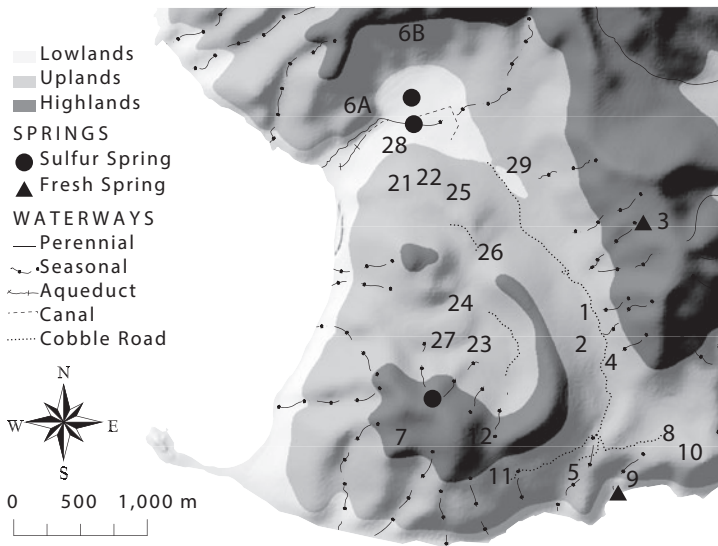 Lowlands
Uplands
Highlands
SPRINGS
Sulfur Spring
Fresh Spring
WATERWAYS
Perennial
Seasonal
Aqueduct
Canal
Cobble Road
N
W E
S
0 500 1,000 m
6B
6A
28
29
21 22 25
3
26
24
1
27 23 2
4
7 12 8
10
11 5 9